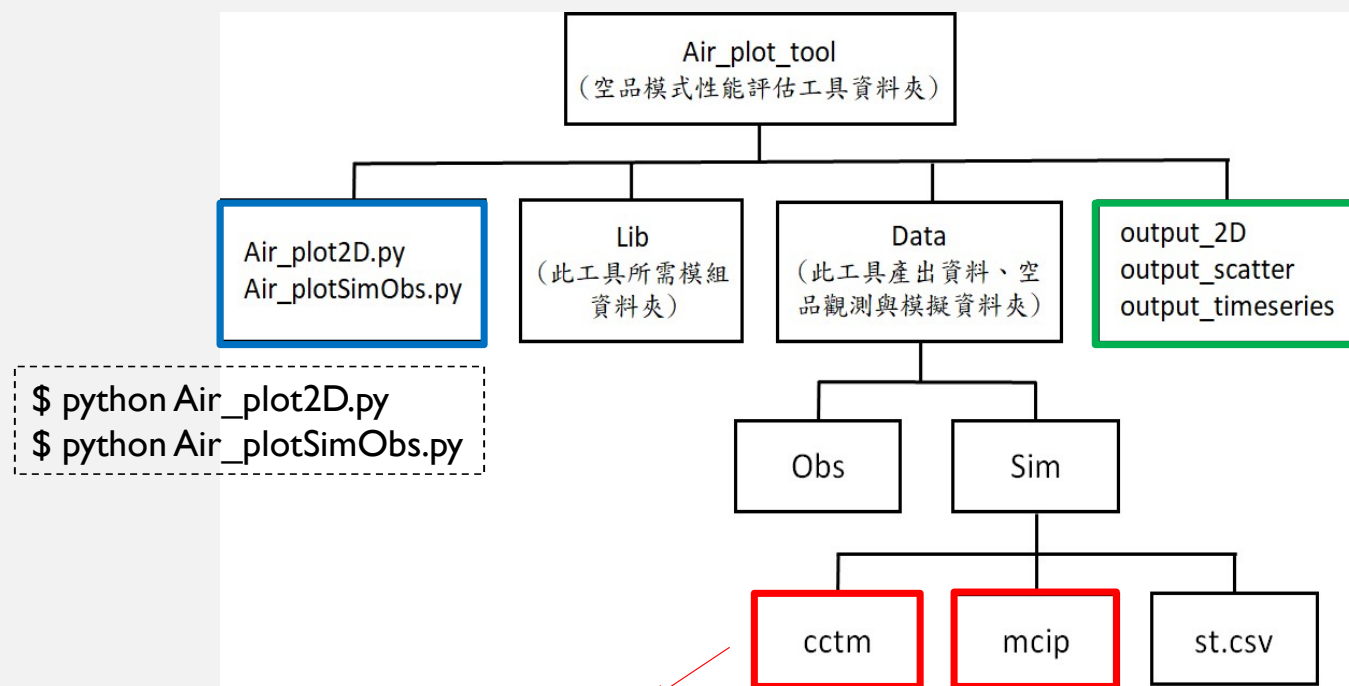 Air_plot_tool
(空品模式性能評估工具資料夾)
Air_plot2D.py
Air_plotSimObs.py
Lib
(此工具所需模組
資料夾)
Data
(此工具產出資料、空
品觀測與模擬資料夾)
output_2D
output_scatter
output_timeseries
$ python Air_plot2D.py
$ python Air_plotSimObs.py
Obs
Sim
cctm
mcip
st.csv